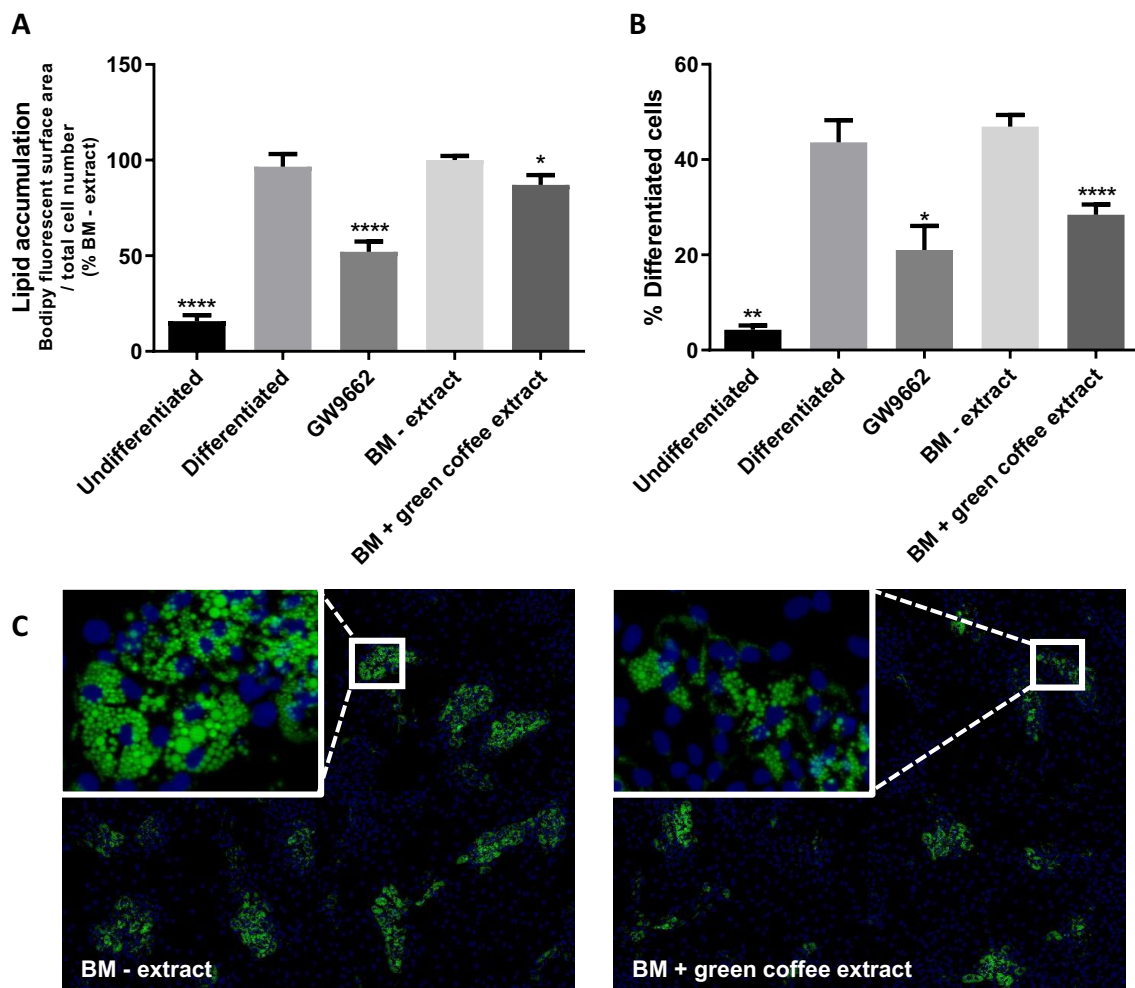 A
Lipid accumulation
Bodipy fluorescent surface area
/ total cell number
(% BM - extract)
150
100
50
0
****
****
*
Undifferentiated
Differentiated
GW9662
BM - extract
BM + green coffee extract
B
% Differentiated cells
60
40
20
0
**
*
****
Undifferentiated
Differentiated
GW9662
BM - extract
BM + green coffee extract
C
BM - extract
BM + green coffee extract